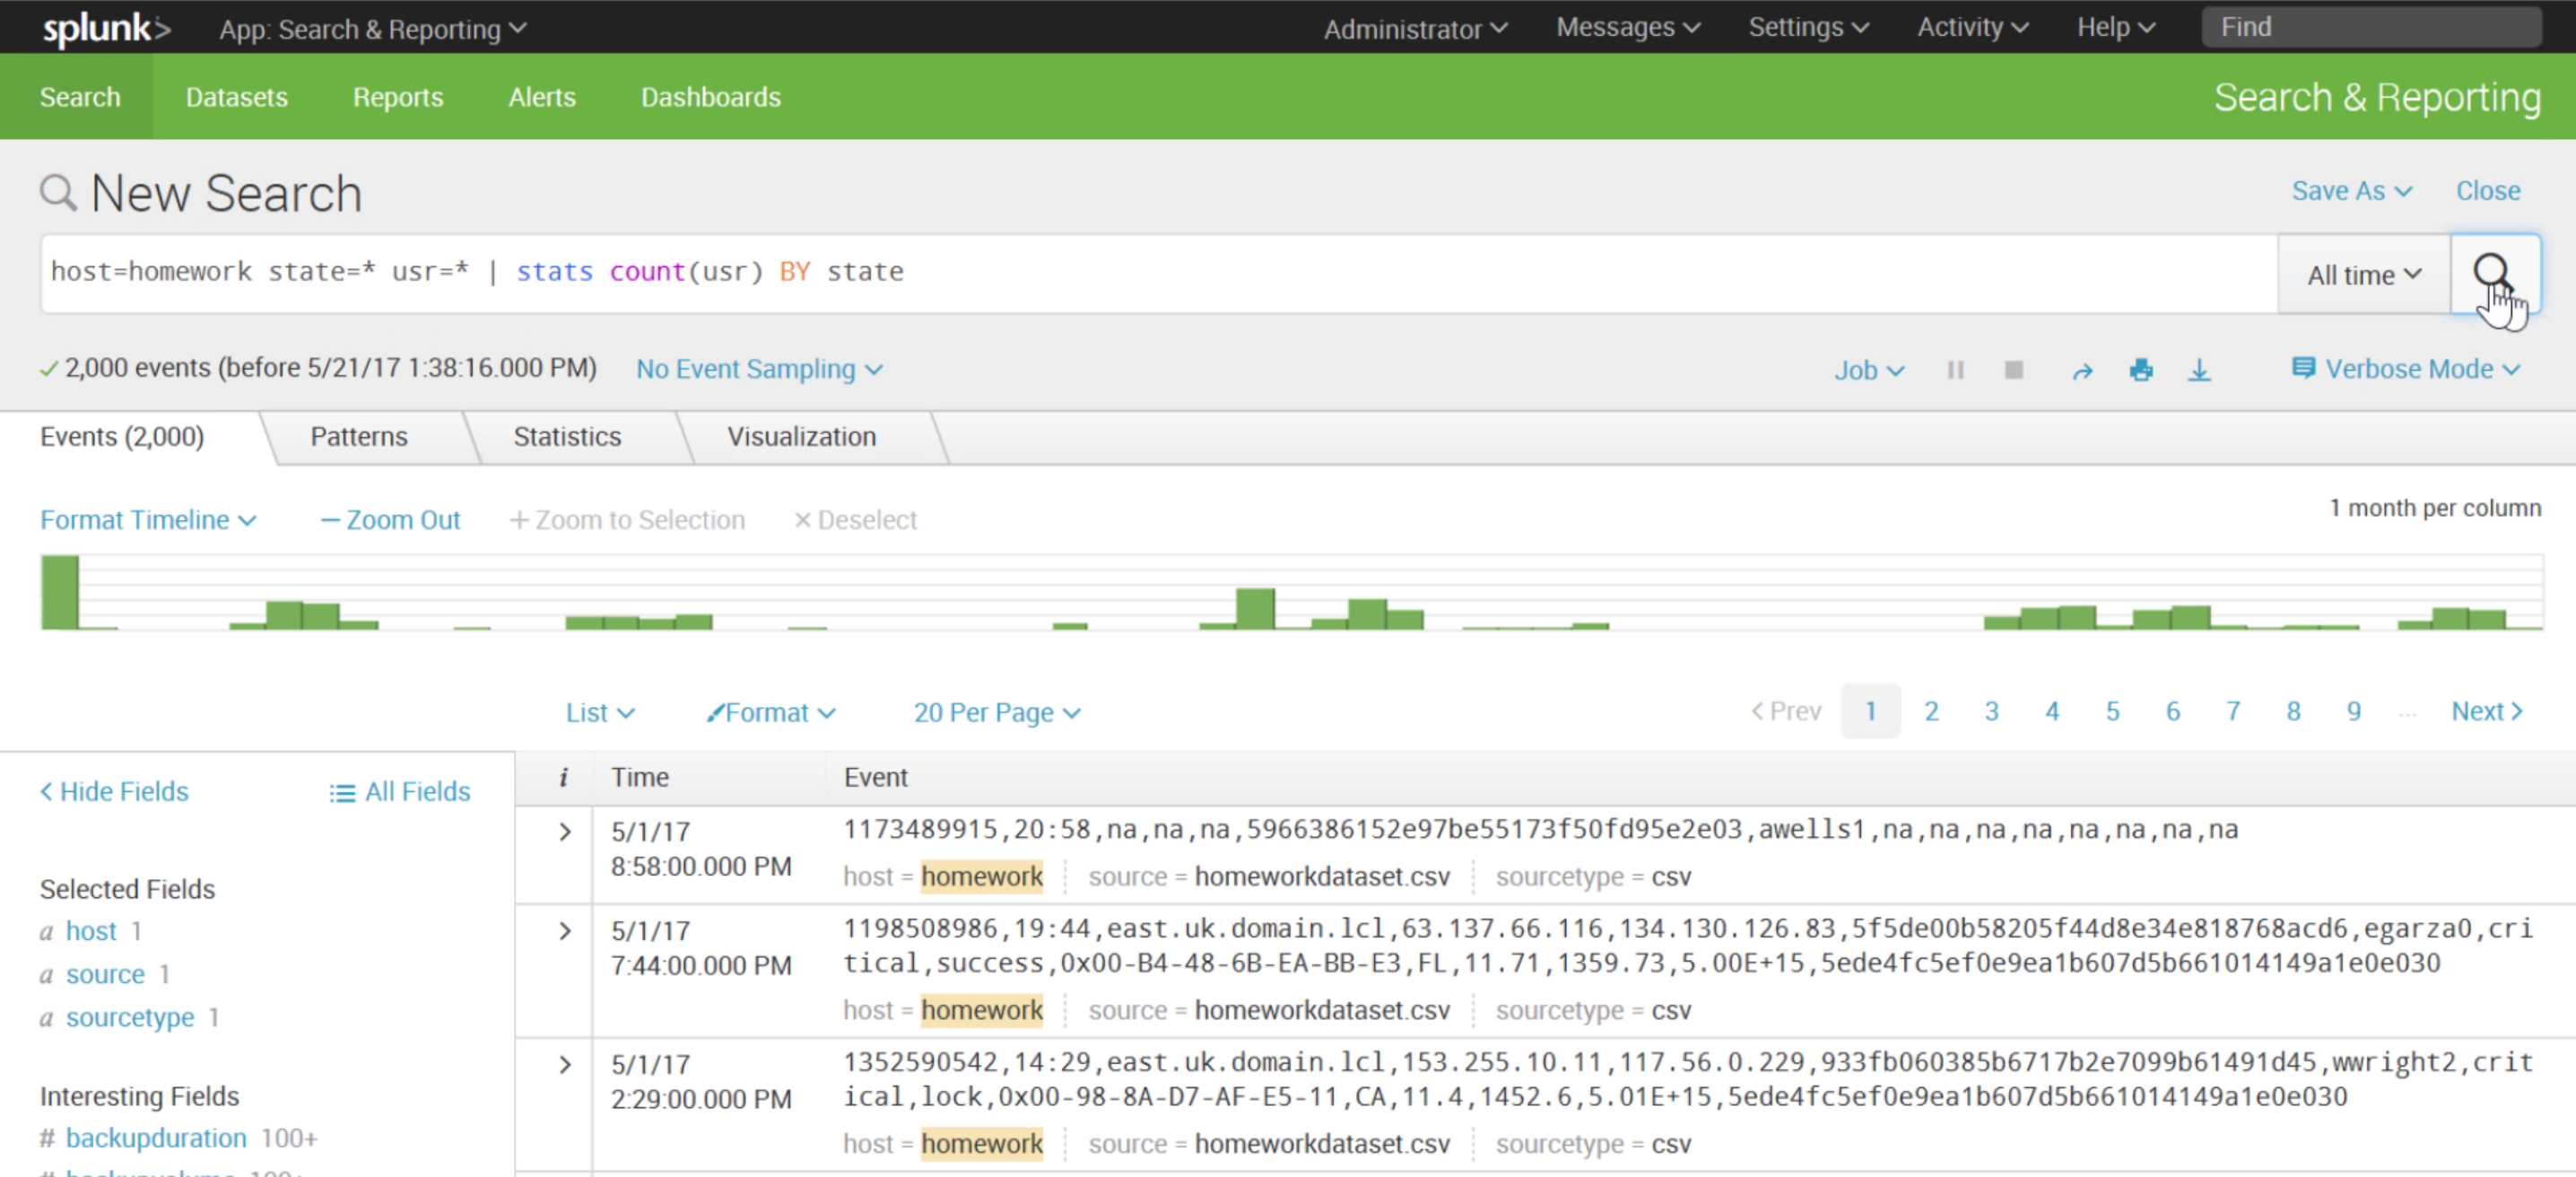 splunk> App: Search & Reporting Administrator Messages Settings Activity Help Find
Search Datasets Reports Alerts Dashboards Search & Reporting
New Search Save As Close
host=homework state=* usr=* | stats count(usr) BY state All time
2,000 events (before 5/21/17 1:38:16.000 PM) No Event Sampling Job Verbose Mode
Events (2,000) Patterns Statistics Visualization
Format Timeline — Zoom Out + Zoom to Selection × Deselect 1 month per column
List Format 20 Per Page < Prev 1 2 3 4 5 6 7 8 9 ... Next >
< Hide Fields All Fields
Selected Fields
a host 1
a source 1
a sourcetype 1
Interesting Fields
# backupduration 100+
i Time Event
> 5/1/17 1173489915,20:58,na,na,na,5966386152e97be55173f50fd95e2e03,awells1,na,na,na,na,na,na,na,na
8:58:00.000 PM host = homework source = homeworkdataset.csv sourcetype = csv
> 5/1/17 1198508986,19:44,east.uk.domain.lcl,63.137.66.116,134.130.126.83,5f5de00b58205f44d8e34e818768acd6,egarza0,cri
7:44:00.000 PM tical,success,0x00-B4-48-6B-EA-BB-E3,FL,11.71,1359.73,5.00E+15,5ede4fc5ef0e9ea1b607d5b661014149a1e0e030
host = homework source = homeworkdataset.csv sourcetype = csv
> 5/1/17 1352590542,14:29,east.uk.domain.lcl,153.255.10.11,117.56.0.229,933fb060385b6717b2e7099b61491d45,wwright2,crit
2:29:00.000 PM ical,lock,0x00-98-8A-D7-AF-E5-11,CA,11.4,1452.6,5.01E+15,5ede4fc5ef0e9ea1b607d5b661014149a1e0e030
host = homework source = homeworkdataset.csv sourcetype = csv